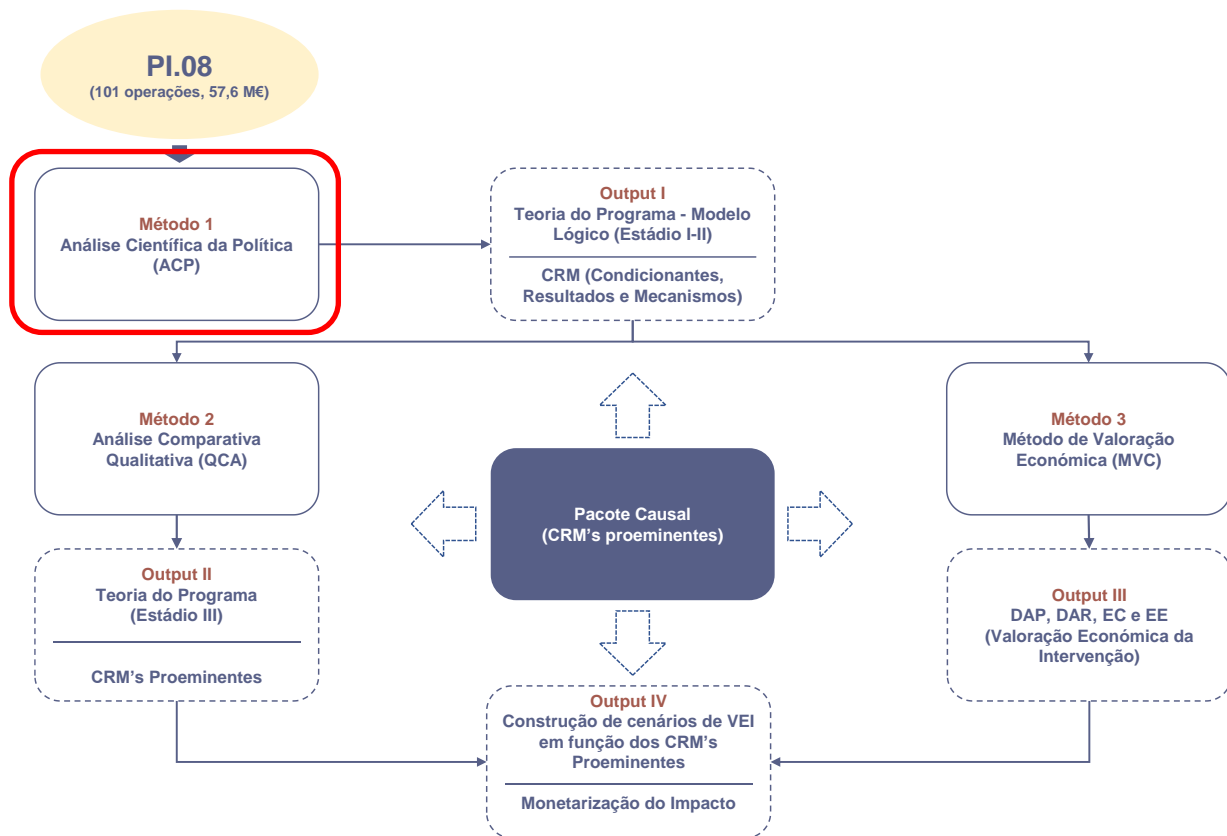 PI.08
(101 operações, 57,6 M€)
Método 1
Análise Científica da Política
(ACP)
Output I
Teoria do Programa - Modelo
Lógico (Estádio I-II)
CRM (Condicionantes,
Resultados e Mecanismos)
Método 2
Análise Comparativa
Qualitativa (QCA)
Pacote Causal
(CRM’s proeminentes)
Método 3
Método de Valoração
Económica (MVC)
Output II
Teoria do Programa
(Estádio III)
CRM’s Proeminentes
Output III
DAP, DAR, EC e EE
(Valoração Económica da
Intervenção)
Output IV
Construção de cenários de VEI
em função dos CRM’s
Proeminentes
Monetarização do Impacto